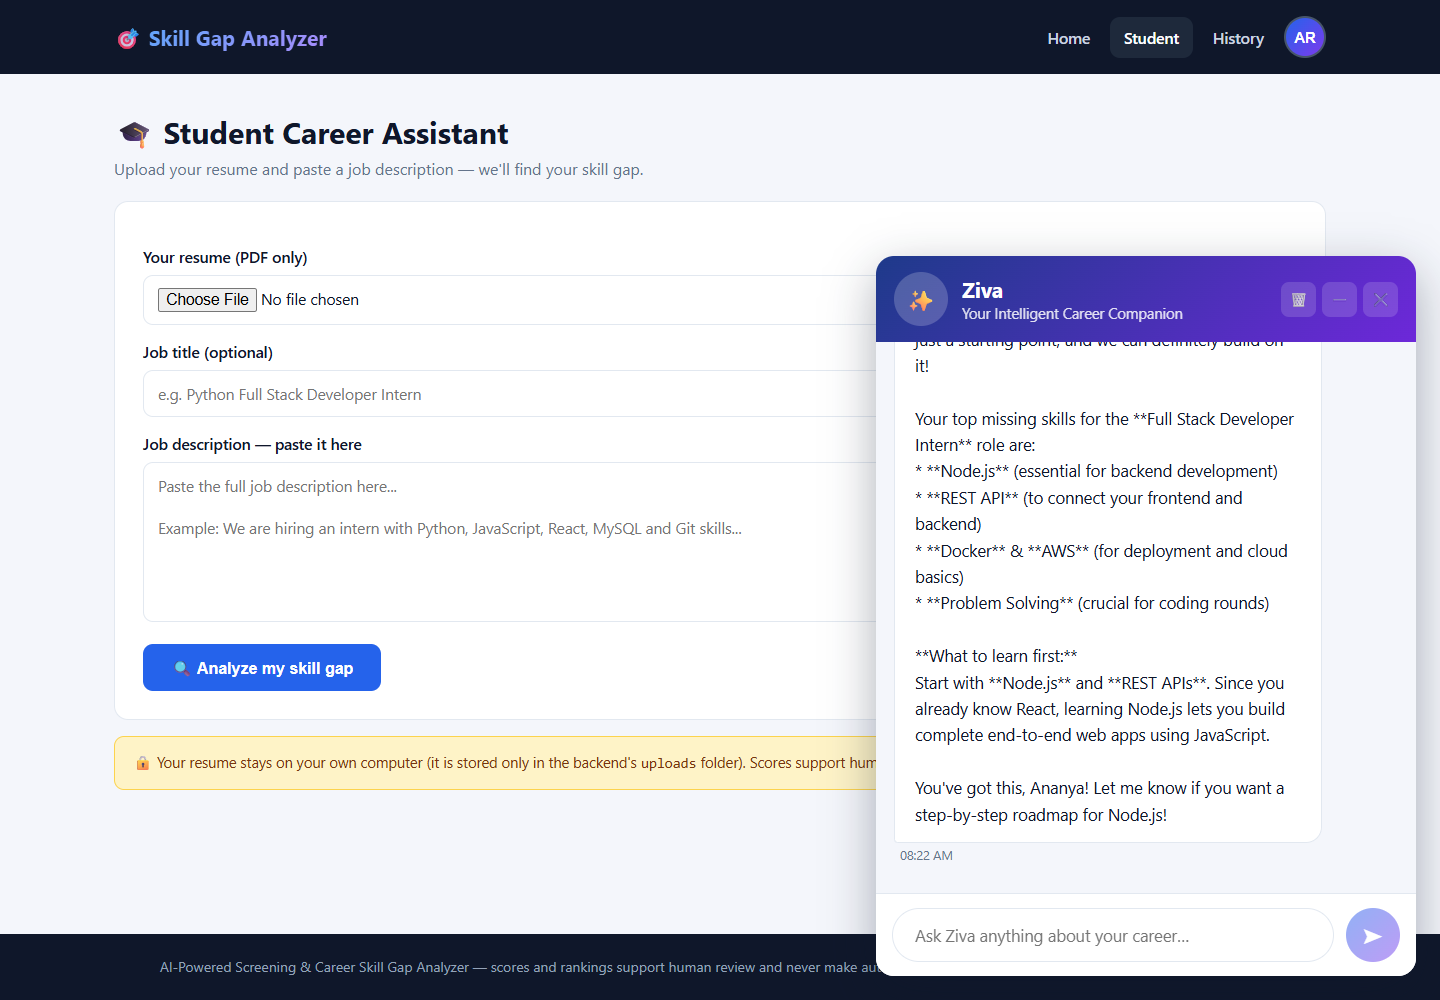 Skill Gap Analyzer
Home
Student
History
AR
Student Career Assistant
Upload your resume and paste a job description — we'll find your skill gap.
Your resume (PDF only)
Choose File No file chosen
Job title (optional)
e.g. Python Full Stack Developer Intern
Job description — paste it here
Paste the full job description here...
Example: We are hiring an intern with Python, JavaScript, React, MySQL and Git skills...
Analyze my skill gap
Your resume stays on your own computer (it is stored only in the backend's uploads folder). Scores support hum
AI-Powered Screening & Career Skill Gap Analyzer — scores and rankings support human review and never make au
Ziva
Your Intelligent Career Companion
just a starting point, and we can definitely build on
it!
Your top missing skills for the **Full Stack Developer
Intern** role are:
* **Node.js** (essential for backend development)
* **REST API** (to connect your frontend and
backend)
* **Docker** & **AWS** (for deployment and cloud
basics)
* **Problem Solving** (crucial for coding rounds)
**What to learn first:**
Start with **Node.js** and **REST APIs**. Since you
already know React, learning Node.js lets you build
complete end-to-end web apps using JavaScript.
You've got this, Ananya! Let me know if you want a
step-by-step roadmap for Node.js!
08:22 AM
Ask Ziva anything about your career...